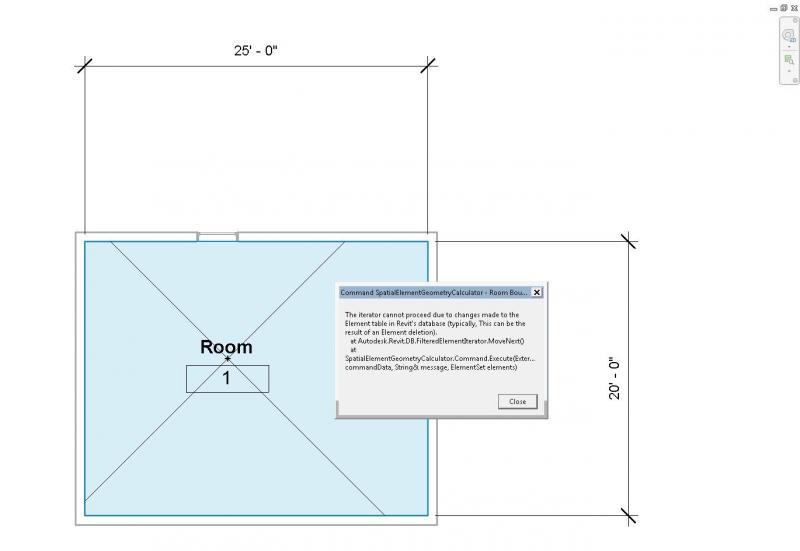 25' - 0"
Command SpatialElementGeometryCalculator - Room Bou...
The iterator cannot proceed due to changes made to the
Element table in Revit's database (typically, This can be the
result of an Element deletion).
at Autodesk.Revit.DB.FilteredElementIterator.MoveNext()
at
SpatialElementGeometryCalculator.Command.Execute(Exter...
commandData, String& message, ElementSet elements)
Close
Room
1
20' - 0"